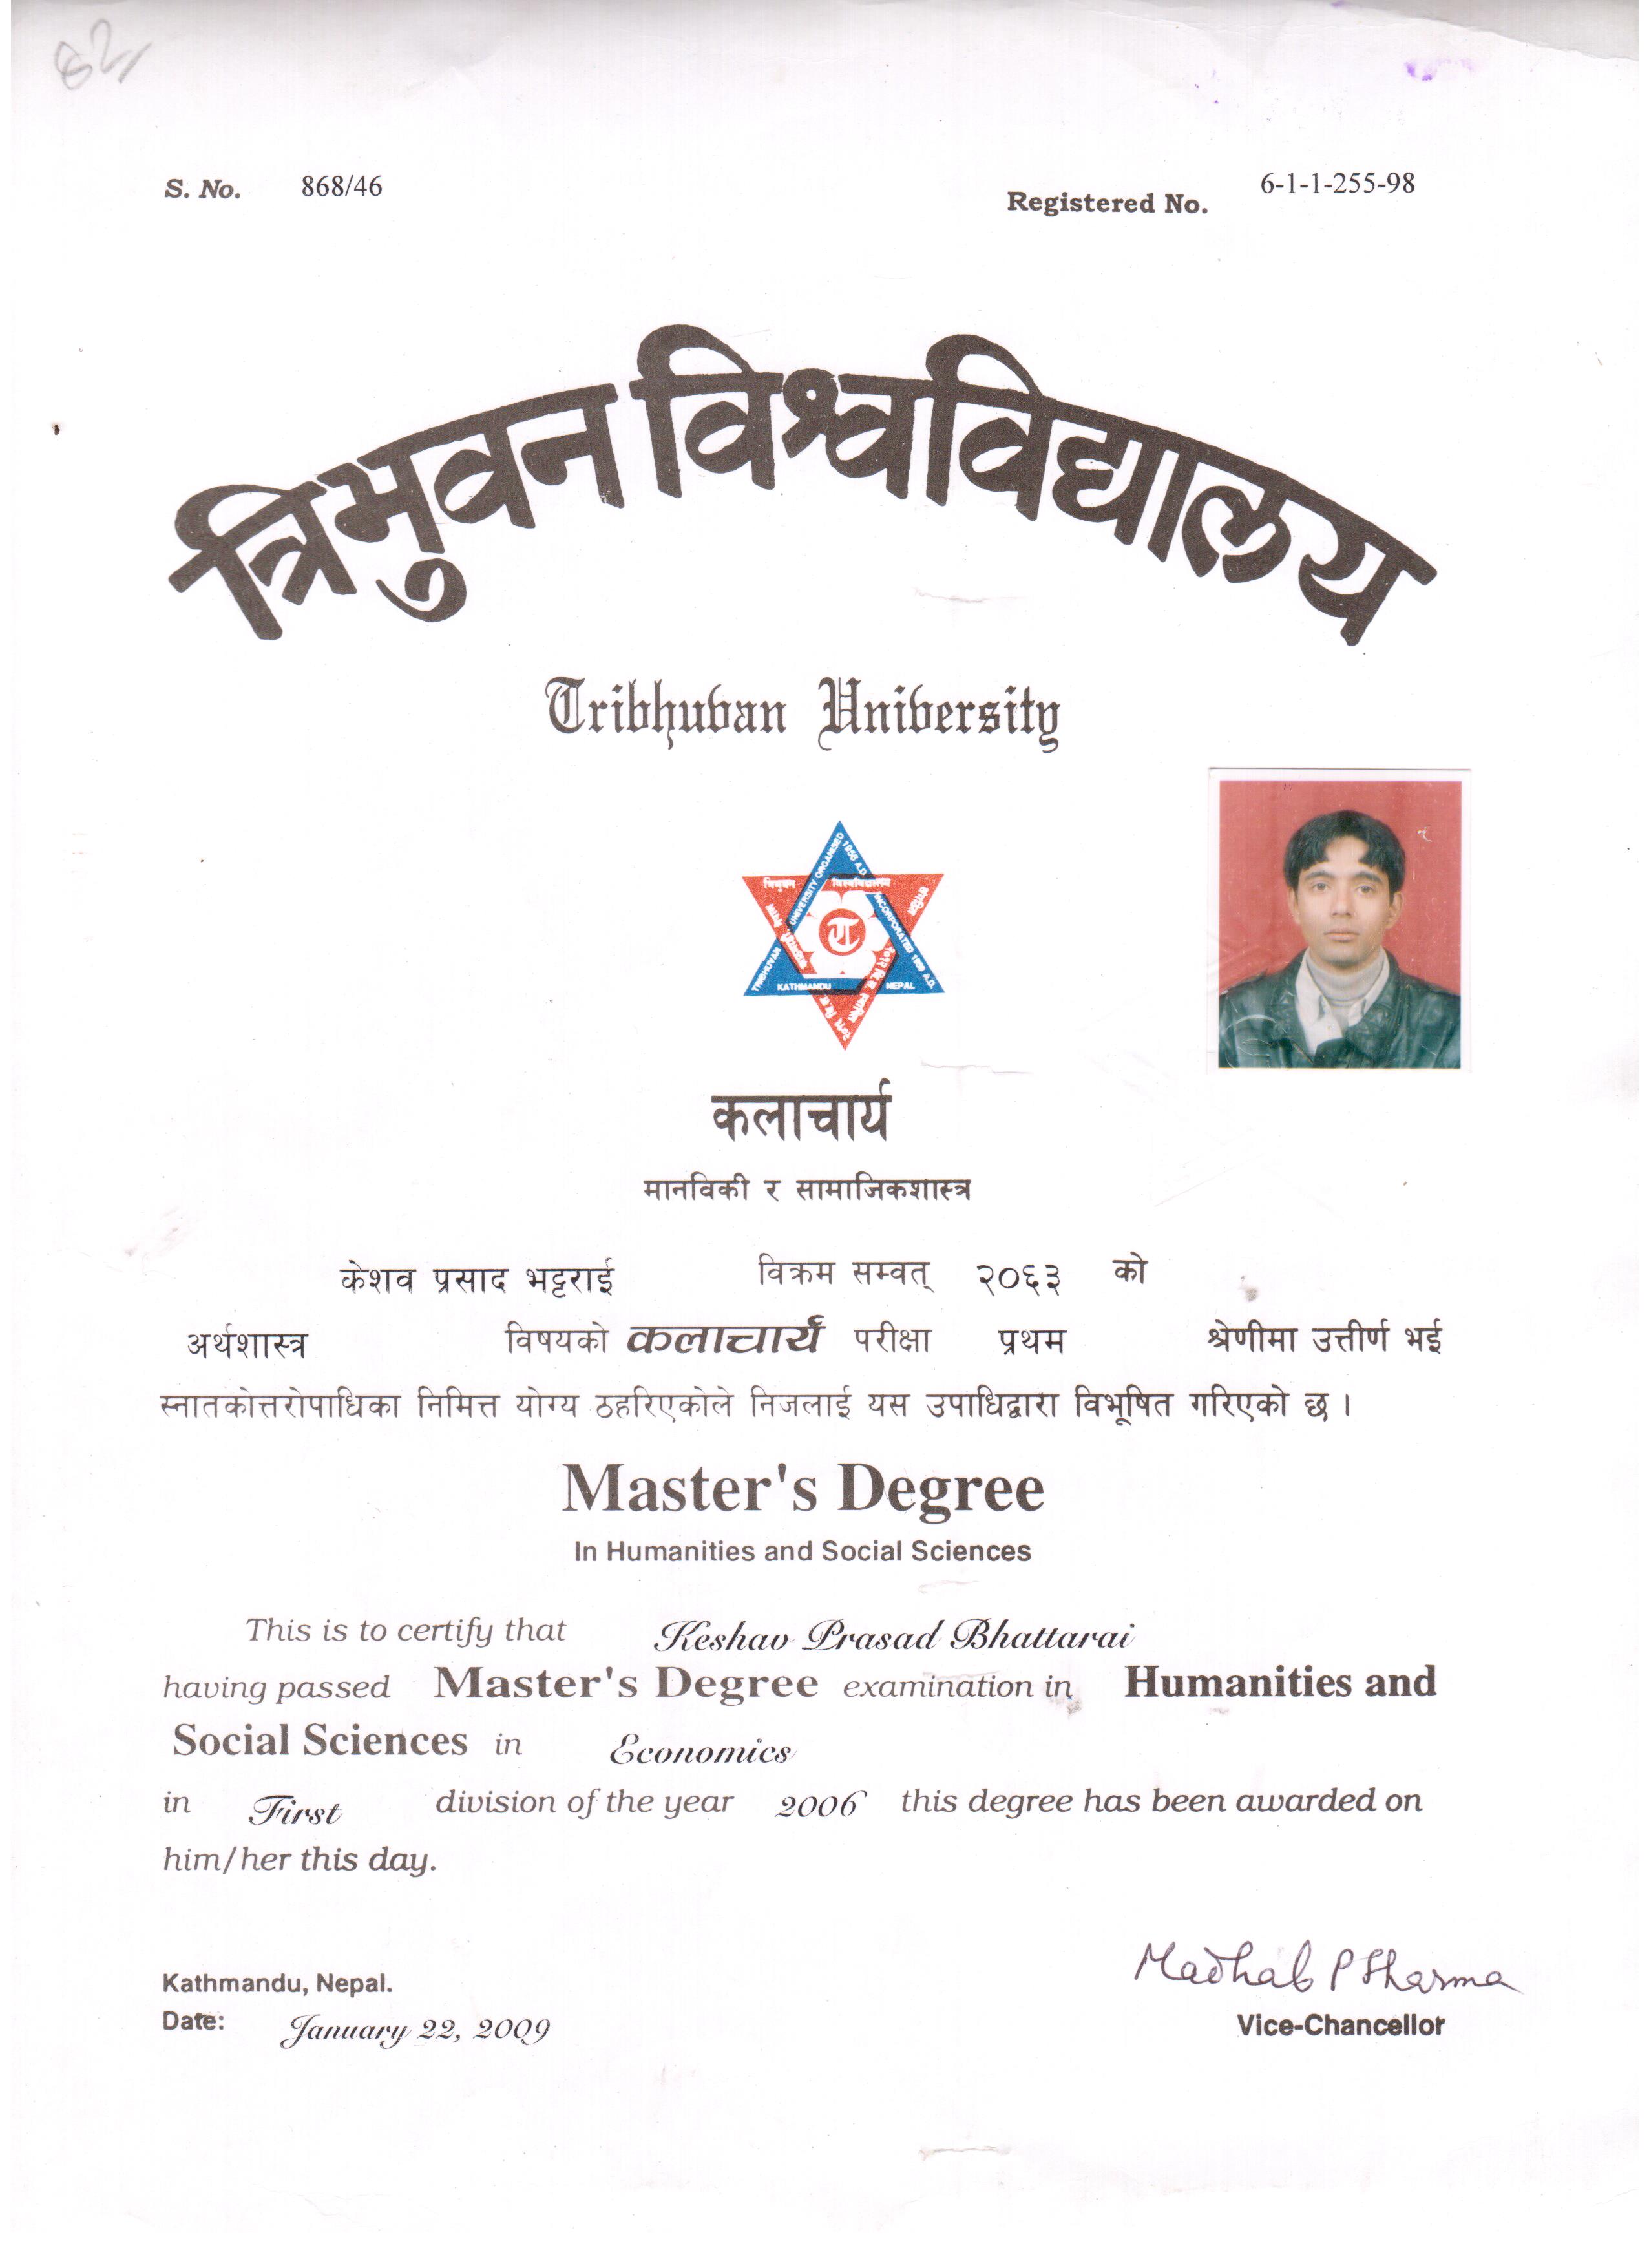 S. No. 868/46
Registered No. 6-1-1-255-98
त्रिभुवन विश्वविद्यालय
Tribhuvan University
त्रिभुवन विश्वविद्यालय
TRIBHUVAN UNIVERSITY ORGANISED 1956 A.D.
INCORPORATED 1959 A.D.
KATHMANDU NEPAL
कलाचार्य
मानविकी र सामाजिकशास्त्र
केशव प्रसाद भट्टराई विक्रम सम्वत् २०६३ को
अर्थशास्त्र विषयको कलाचार्य परीक्षा प्रथम श्रेणीमा उत्तीर्ण भई
स्नातकोत्तरोपाधिका निमित्त योग्य ठहरिएकोले निजलाई यस उपाधिद्वारा विभूषित गरिएको छ ।
Master's Degree
In Humanities and Social Sciences
This is to certify that Keshav Prasad Bhattarai
having passed Master's Degree examination in Humanities and
Social Sciences in Economics
in First division of the year 2006 this degree has been awarded on
him/her this day.
Madhab P Sharma
Kathmandu, Nepal.
Date: January 22, 2009
Vice-Chancellor